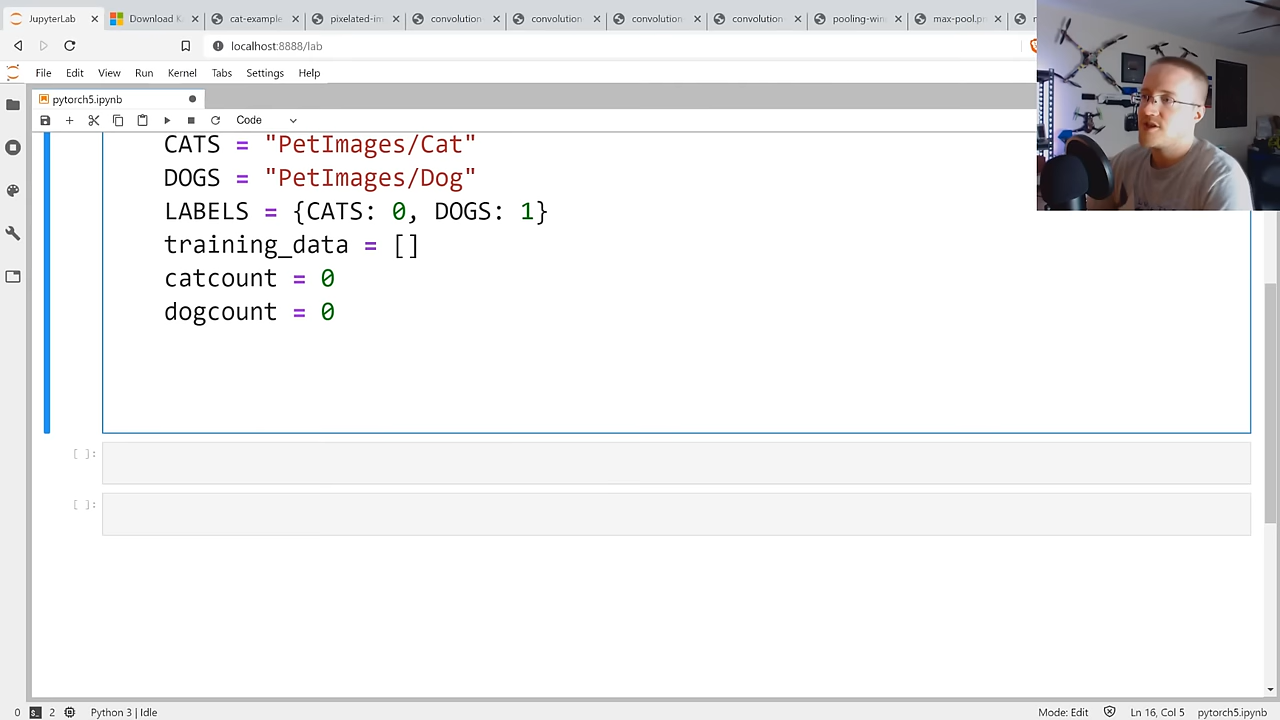 JupyterLab
Download K
cat-example
pixelated-im
convolution
convolution
convolution
convolution
pooling-win
max-pool.pn
localhost:8888/lab
File Edit View Run Kernel Tabs Settings Help
pytorch5.ipynb
Code
CATS = "PetImages/Cat"
DOGS = "PetImages/Dog"
LABELS = {CATS: 0, DOGS: 1}
training_data = []
catcount = 0
dogcount = 0
[ ]:
[ ]:
0 2 Python 3 | Idle Mode: Edit Ln 16, Col 5 pytorch5.ipynb